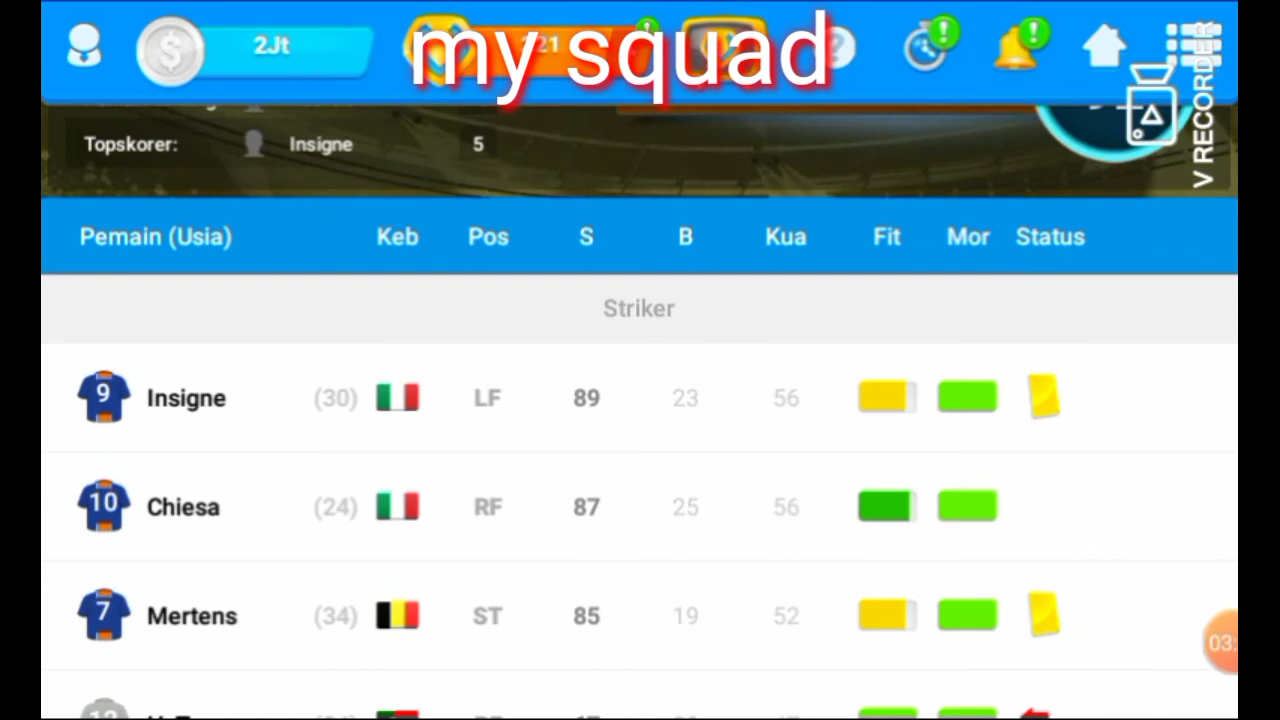 2Jt
my squad
V RECORDER
Topskorer: Insigne 5
Pemain (Usia) Keb Pos S B Kua Fit Mor Status
Striker
9 Insigne (30) LF 89 23 56
10 Chiesa (24) RF 87 25 56
7 Mertens (34) ST 85 19 52
03: